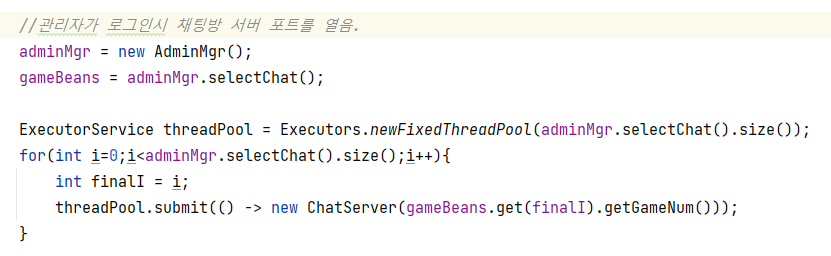 //관리자가 로그인시 채팅방 서버 포트를 열음.
adminMgr = new AdminMgr();
gameBeans = adminMgr.selectChat();
ExecutorService threadPool = Executors.newFixedThreadPool(adminMgr.selectChat().size());
for(int i=0;i<adminMgr.selectChat().size();i++){
int finalI = i;
threadPool.submit(() -> new ChatServer(gameBeans.get(finalI).getGameNum()));
}